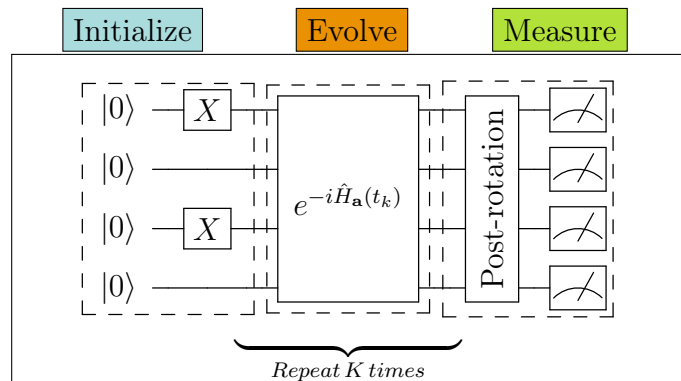 Initialize Evolve Measure
|0⟩ X
|0⟩
|0⟩ X
|0⟩
e^{-iĤ_𝐚(t_k)}
Post-rotation
Repeat K times